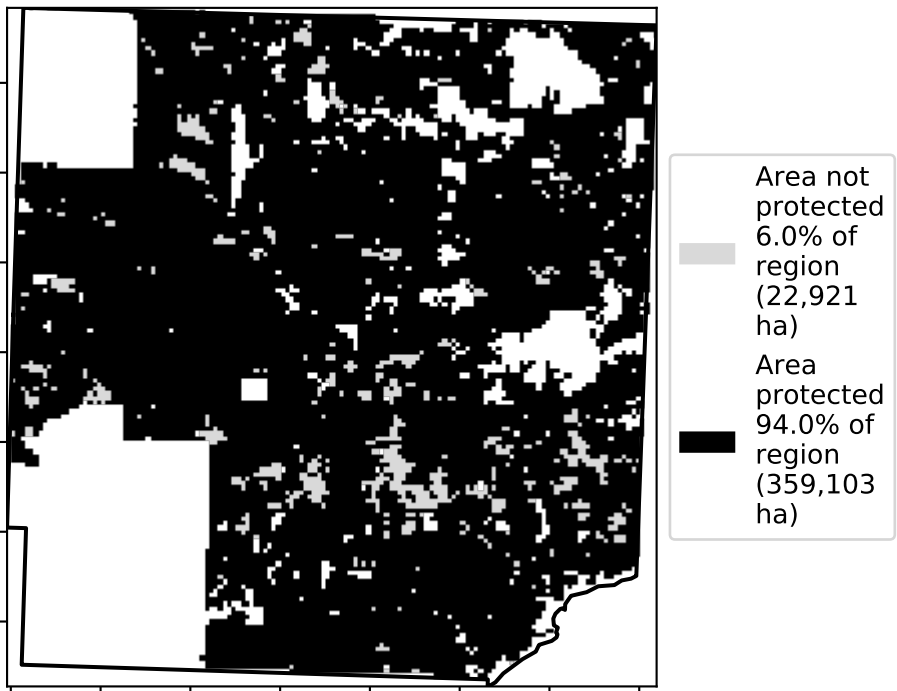 Area not
protected
6.0% of
region
(22,921
ha)
Area
protected
94.0% of
region
(359,103
ha)